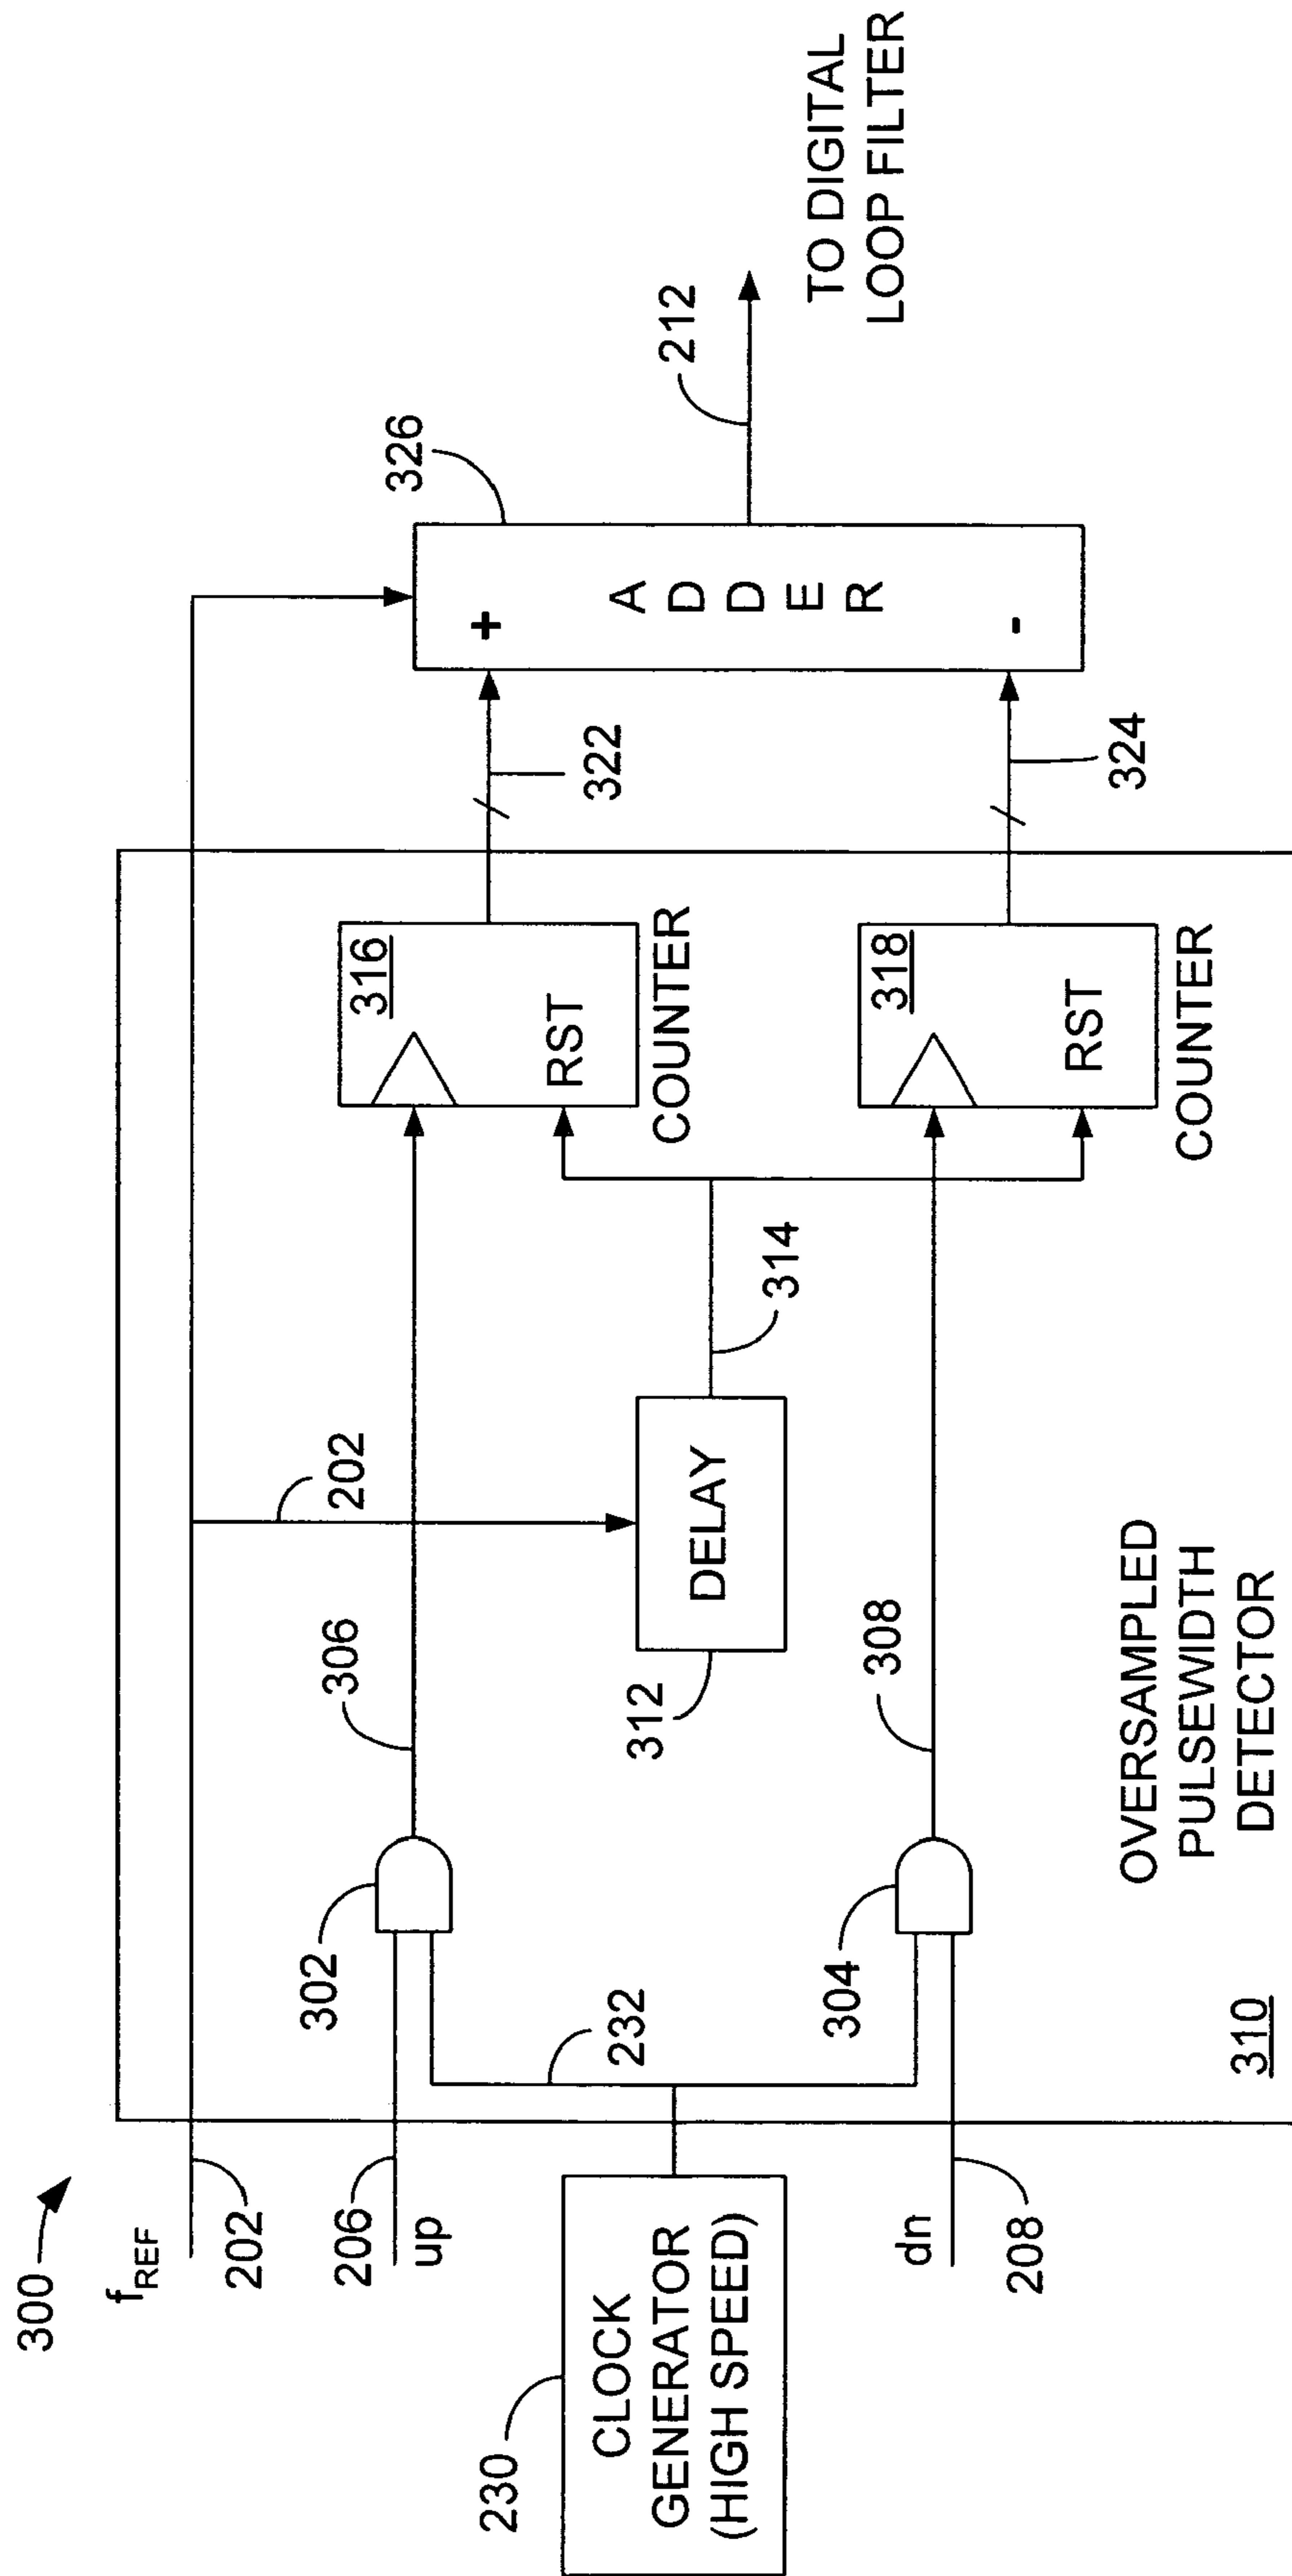 300
f_REF
202
206
up
230
CLOCK
GENERATOR
(HIGH SPEED)
dn
208
302
232
304
310
306
308
202
312
DELAY
314
OVERSAMPLED
PULSEWIDTH
DETECTOR
316
RST
COUNTER
318
RST
COUNTER
322
324
326
+
ADDER
-
212
TO DIGITAL
LOOP FILTER